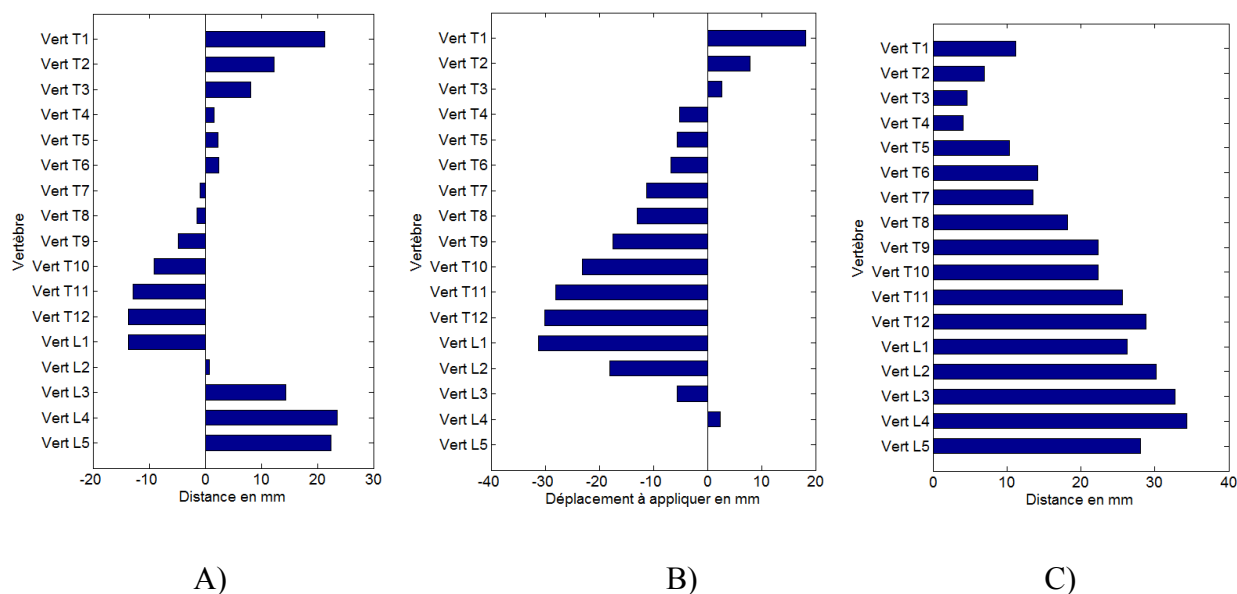 Vert T1
Vert T2
Vert T3
Vert T4
Vert T5
Vert T6
Vert T7
Vert T8
Vert T9
Vert T10
Vert T11
Vert T12
Vert L1
Vert L2
Vert L3
Vert L4
Vert L5
Vertèbre
-20 -10 0 10 20 30
Distance en mm
A)
Vert T1
Vert T2
Vert T3
Vert T4
Vert T5
Vert T6
Vert T7
Vert T8
Vert T9
Vert T10
Vert T11
Vert T12
Vert L1
Vert L2
Vert L3
Vert L4
Vert L5
Vertèbre
-40 -30 -20 -10 0 10 20
Déplacement à appliquer en mm
B)
Vert T1
Vert T2
Vert T3
Vert T4
Vert T5
Vert T6
Vert T7
Vert T8
Vert T9
Vert T10
Vert T11
Vert T12
Vert L1
Vert L2
Vert L3
Vert L4
Vert L5
Vertèbre
0 10 20 30 40
Distance en mm
C)